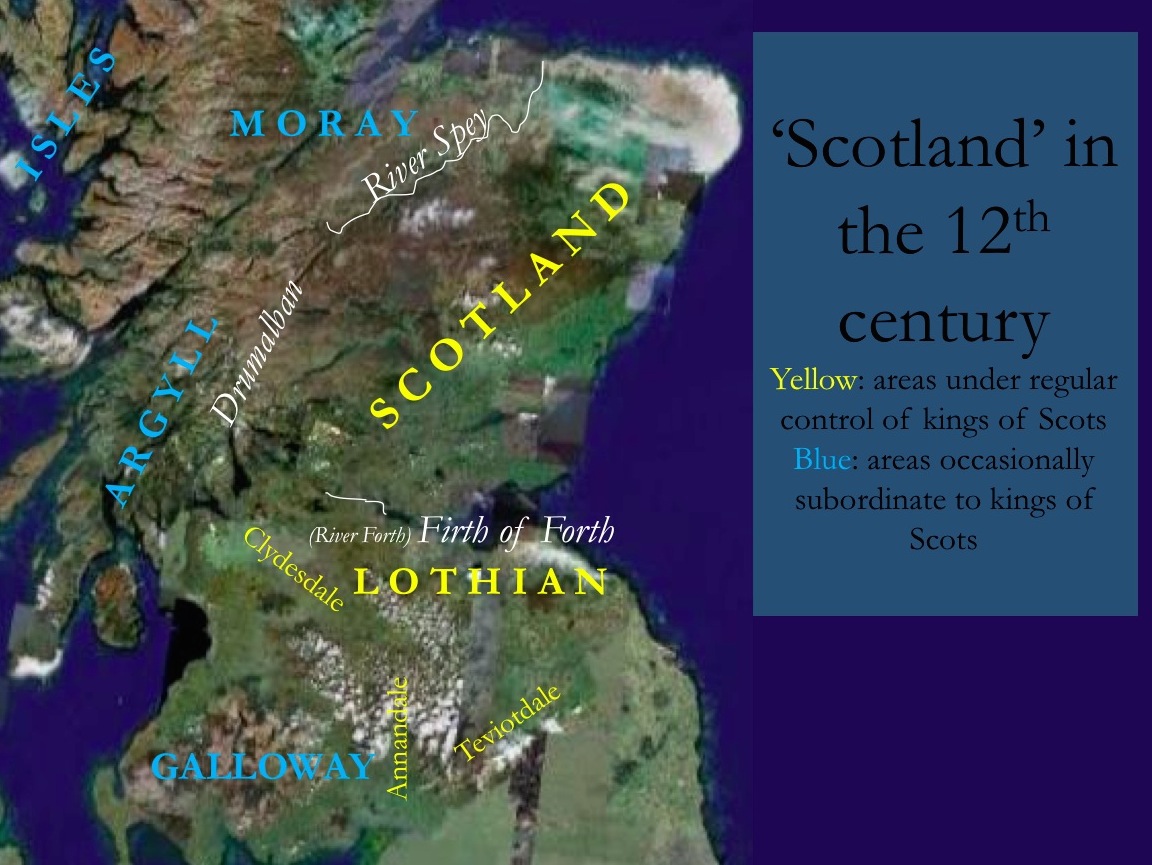 ISLES
MORAY
River Spey
SCOTLAND
Drumalban
ARGYLL
(River Forth) Firth of Forth
Clydesdale
LOTHIAN
Annandale
Teviotdale
GALLOWAY
‘Scotland’ in
the 12th
century
Yellow: areas under regular
control of kings of Scots
Blue: areas occasionally
subordinate to kings of
Scots